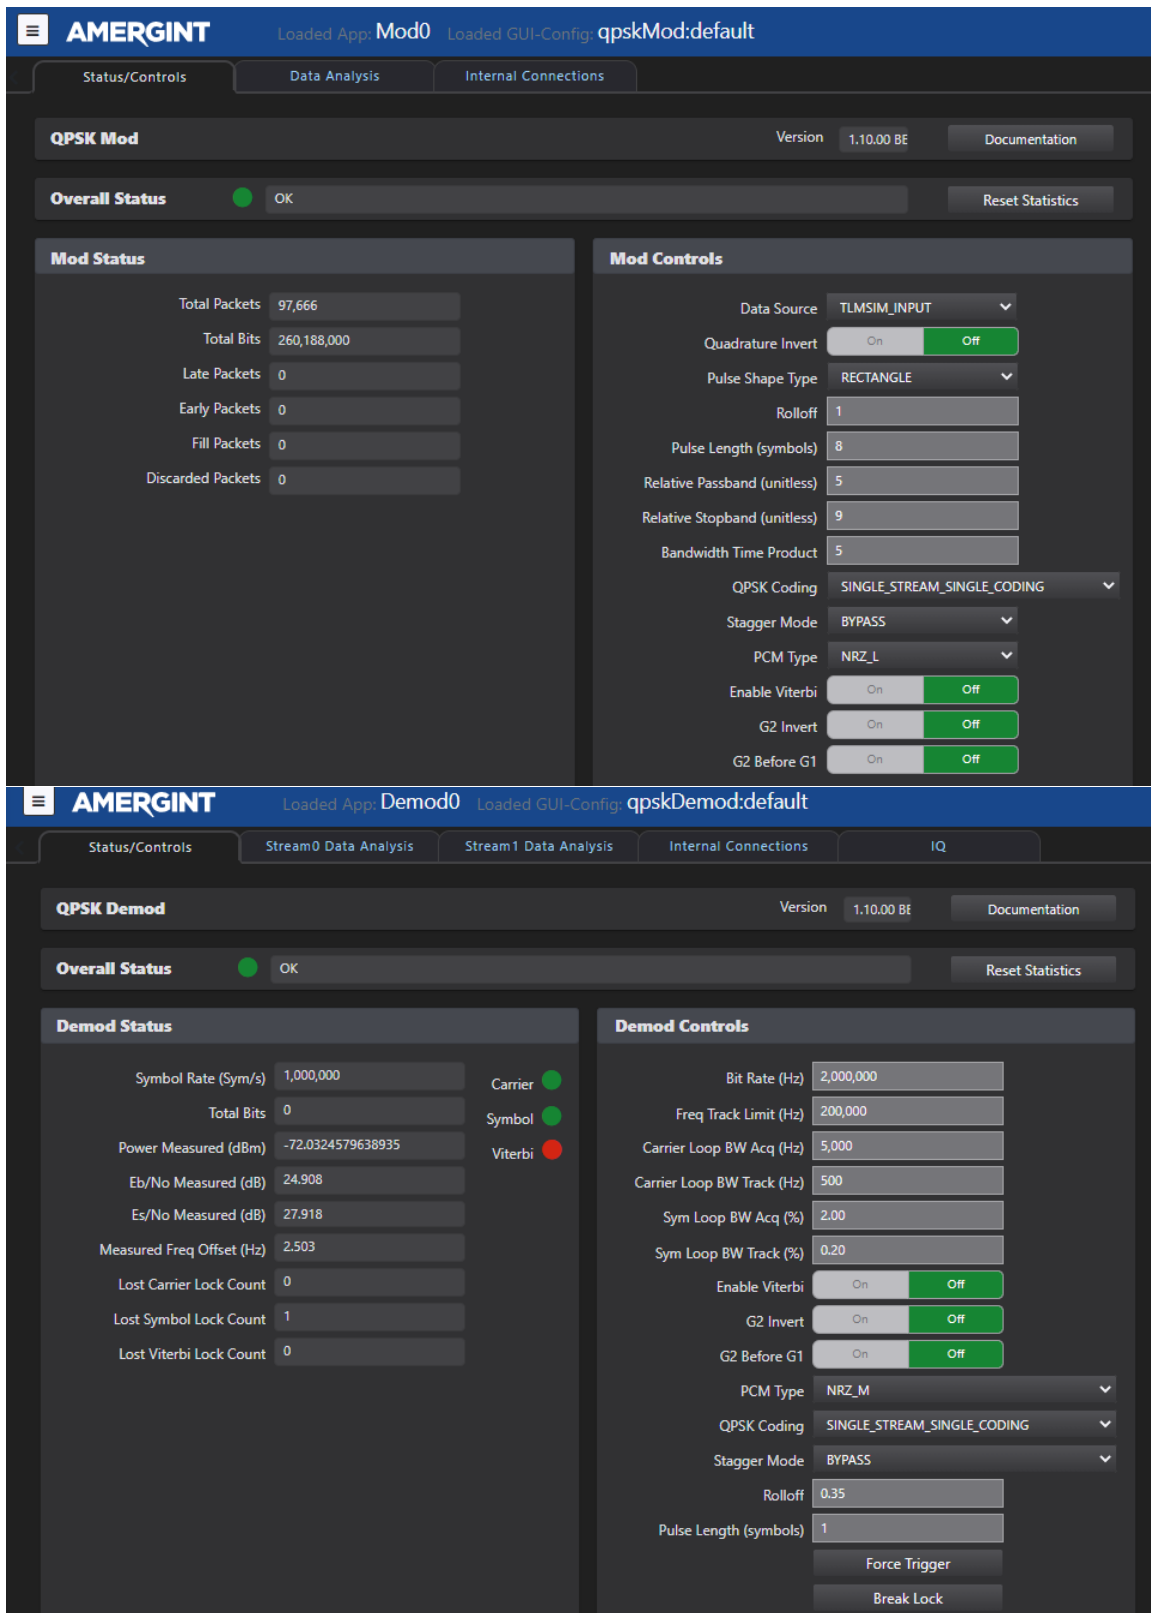 AMERGINT Loaded App: Mod0 Loaded GUI-Config: qpskMod:default
Status/Controls Data Analysis Internal Connections
QPSK Mod Version 1.10.00 BE Documentation
Overall Status OK Reset Statistics
Mod Status Mod Controls
Total Packets 97,666
Data Source TLMSIM_INPUT
Total Bits 260,188,000
Quadrature Invert On Off
Late Packets 0
Pulse Shape Type RECTANGLE
Early Packets 0
Rolloff 1
Fill Packets 0
Pulse Length (symbols) 8
Discarded Packets 0
Relative Passband (unitless) 5
Relative Stopband (unitless) 9
Bandwidth Time Product 5
QPSK Coding SINGLE_STREAM_SINGLE_CODING
Stagger Mode BYPASS
PCM Type NRZ_L
Enable Viterbi On Off
G2 Invert On Off
G2 Before G1 On Off
AMERGINT Loaded App: Demod0 Loaded GUI-Config: qpskDemod:default
Status/Controls Stream0 Data Analysis Stream1 Data Analysis Internal Connections IQ
QPSK Demod Version 1.10.00 BE Documentation
Overall Status OK Reset Statistics
Demod Status Demod Controls
Symbol Rate (Sym/s) 1,000,000 Carrier Bit Rate (Hz) 2,000,000
Total Bits 0 Symbol Freq Track Limit (Hz) 200,000
Power Measured (dBm) -72.0324579638935 Viterbi Carrier Loop BW Acq (Hz) 5,000
Eb/No Measured (dB) 24.908 Carrier Loop BW Track (Hz) 500
Es/No Measured (dB) 27.918 Sym Loop BW Acq (%) 2.00
Measured Freq Offset (Hz) 2.503 Sym Loop BW Track (%) 0.20
Lost Carrier Lock Count 0 Enable Viterbi On Off
Lost Symbol Lock Count 1 G2 Invert On Off
Lost Viterbi Lock Count 0 G2 Before G1 On Off
PCM Type NRZ_M
QPSK Coding SINGLE_STREAM_SINGLE_CODING
Stagger Mode BYPASS
Rolloff 0.35
Pulse Length (symbols) 1
Force Trigger
Break Lock